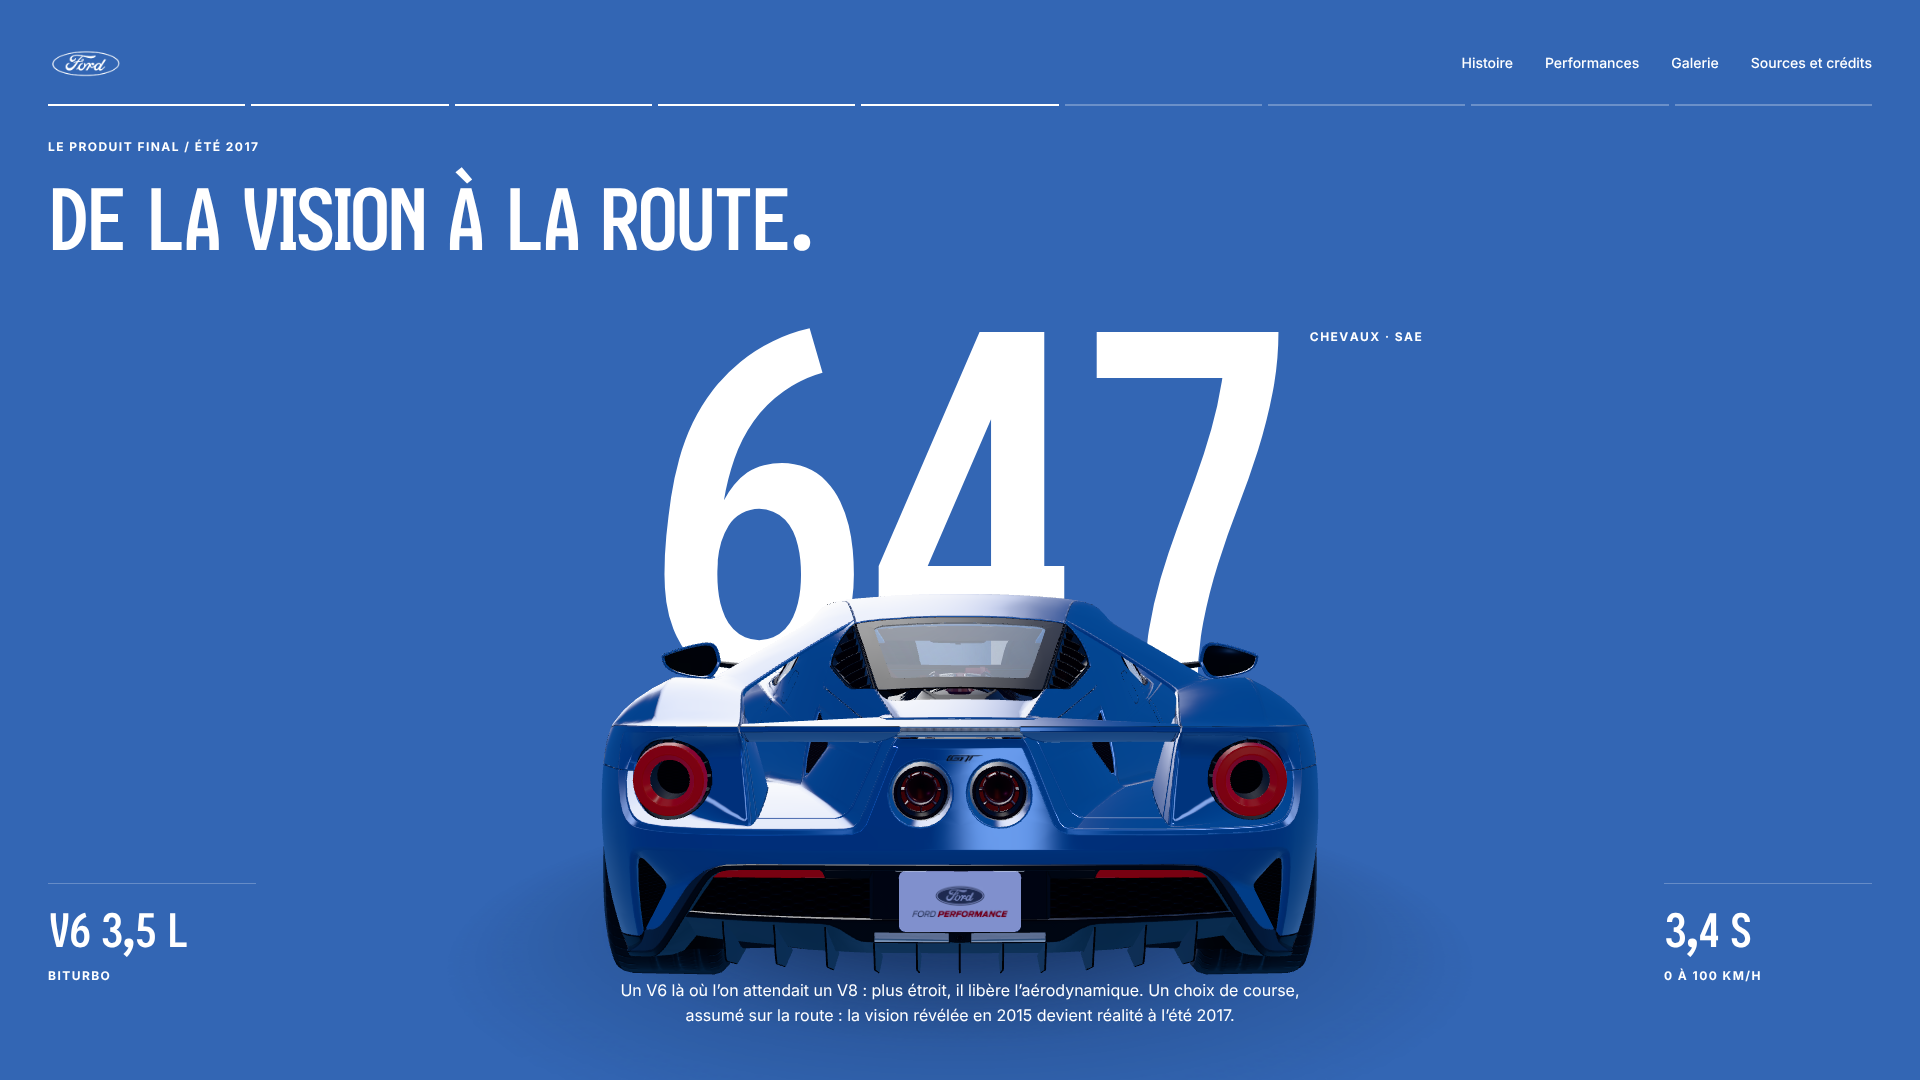 Ford
Histoire
Performances
Galerie
Sources et crédits
LE PRODUIT FINAL / ÉTÉ 2017
DE LA VISION À LA ROUTE.
647
CHEVAUX · SAE
GT
Ford
FORD PERFORMANCE
V6 3,5 L
BITURBO
3,4 S
0 À 100 KM/H
Un V6 là où l’on attendait un V8 : plus étroit, il libère l’aérodynamique. Un choix de course,
assumé sur la route : la vision révélée en 2015 devient réalité à l’été 2017.